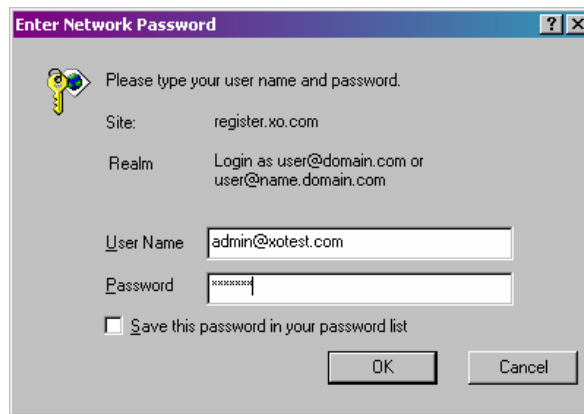 Enter Network Password
Please type your user name and password.
Site: register.xo.com
Realm Login as user@domain.com or
user@name.domain.com
User Name admin@xotest.com
Password *******
Save this password in your password list
OK Cancel